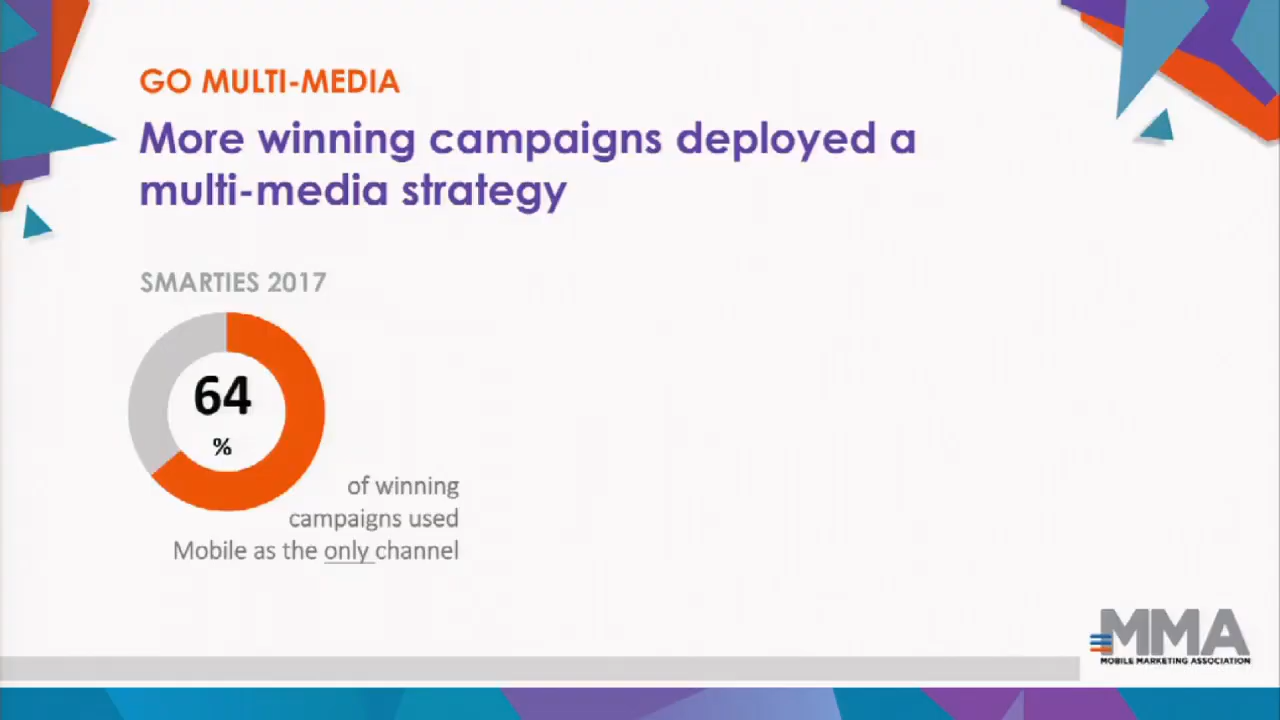 GO MULTI-MEDIA
More winning campaigns deployed a
multi-media strategy
SMARTIES 2017
64
%
of winning
campaigns used
Mobile as the only channel
MMA
MOBILE MARKETING ASSOCIATION